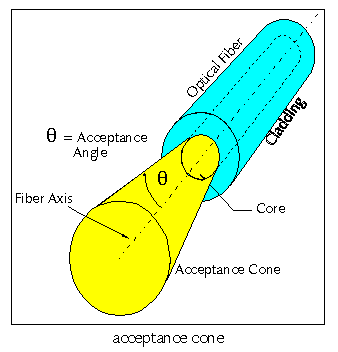 Optical Fiber
Cladding
θ = Acceptance
Angle
θ
Fiber Axis
Core
Acceptance Cone
acceptance cone